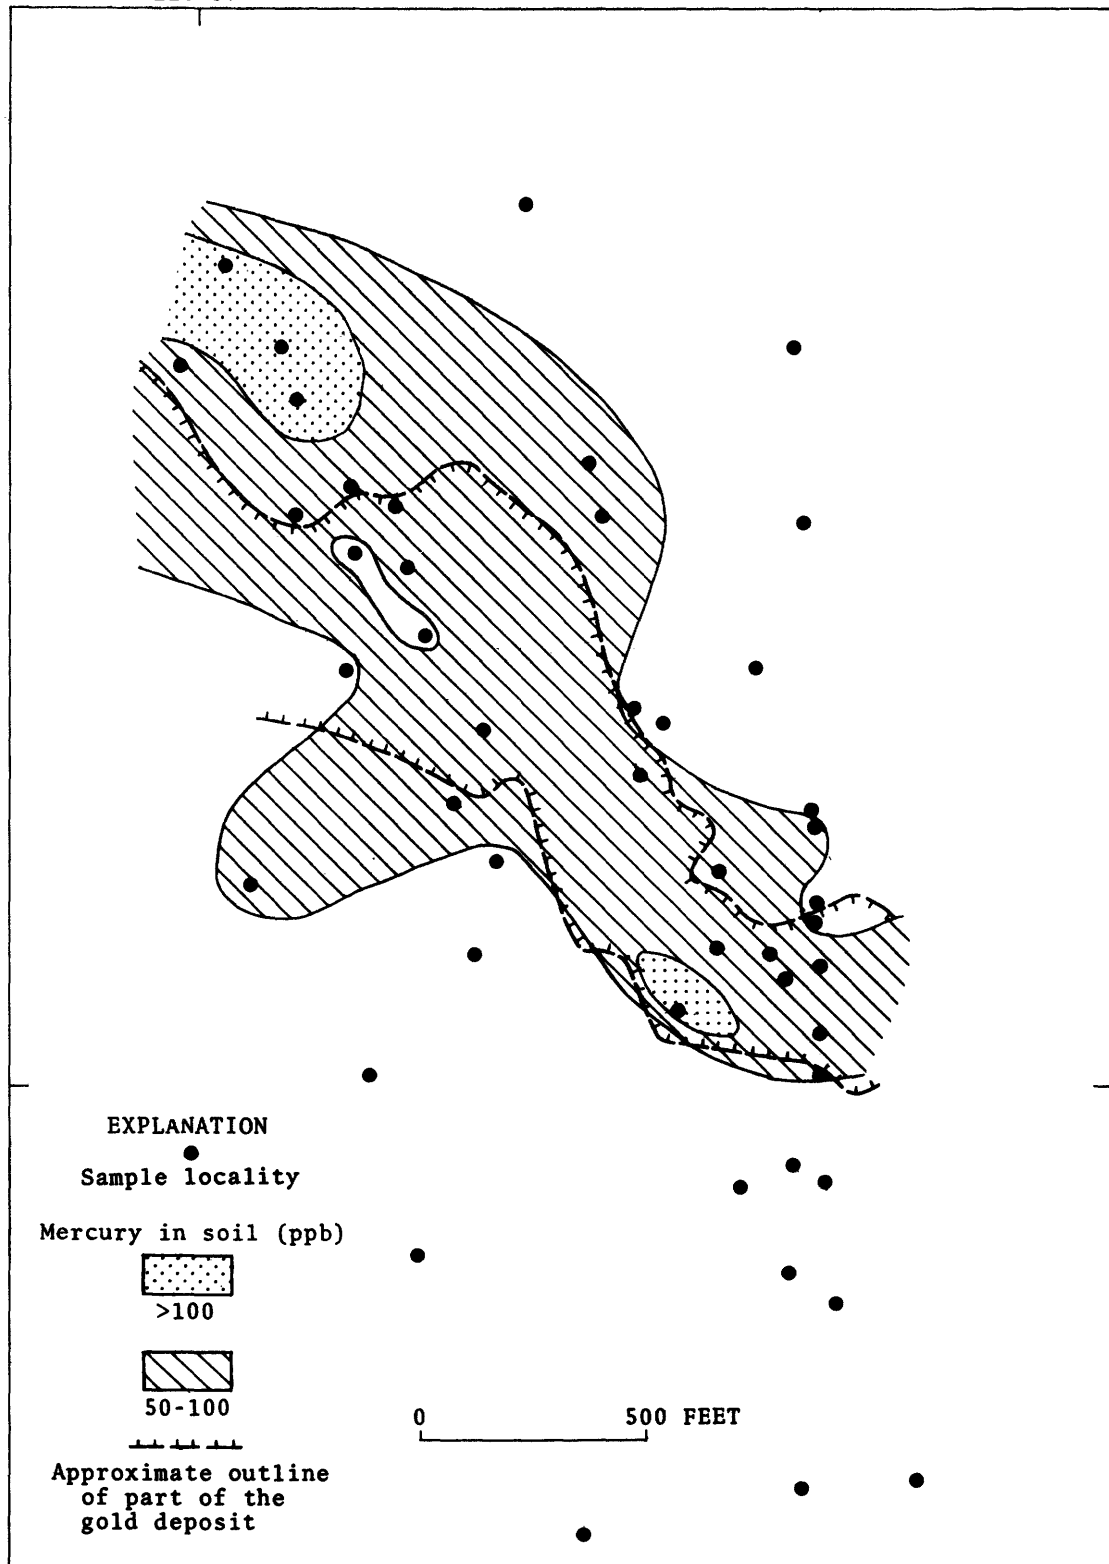 EXPLANATION
Sample locality
Mercury in soil (ppb)
>100
50-100
0 500 FEET
Approximate outline
of part of the
gold deposit